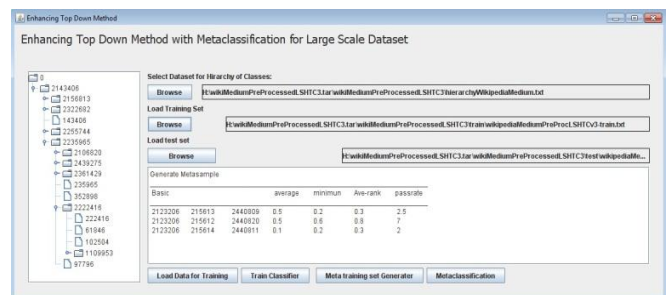 Enhancing Top Down Method
Enhancing Top Down Method with Metaclassification for Large Scale Dataset
0
2143406
2156813
2322682
143406
2255744
2235965
2106820
2439275
2361429
235965
352898
2222416
222416
61846
102504
1109953
97796
Select Dataset for Hirarchy of Classes:
Browse H:\wikiMediumPreProcessedLSHTC3.tar\wikiMediumPreProcessedLSHTC3\hierarchyWikipediaMedium.txt
Load Training Set
Browse H:\wikiMediumPreProcessedLSHTC3.tar\wikiMediumPreProcessedLSHTC3\train\wikipediaMediumPreProcLSHTCv3-train.txt
Load test set
Browse H:\wikiMediumPreProcessedLSHTC3.tar\wikiMediumPreProcessedLSHTC3\test\wikipediaMe...
Generate Metasample
Basic average minimun Ave-rank passrate
2123206 215613 2440809 0.5 0.2 0.3 2.5
2123206 215612 2440820 0.5 0.6 0.8 7
2123206 215614 2440811 0.1 0.2 0.3 2
Load Data for Training Train Classifier Meta training set Generator Metaclassification